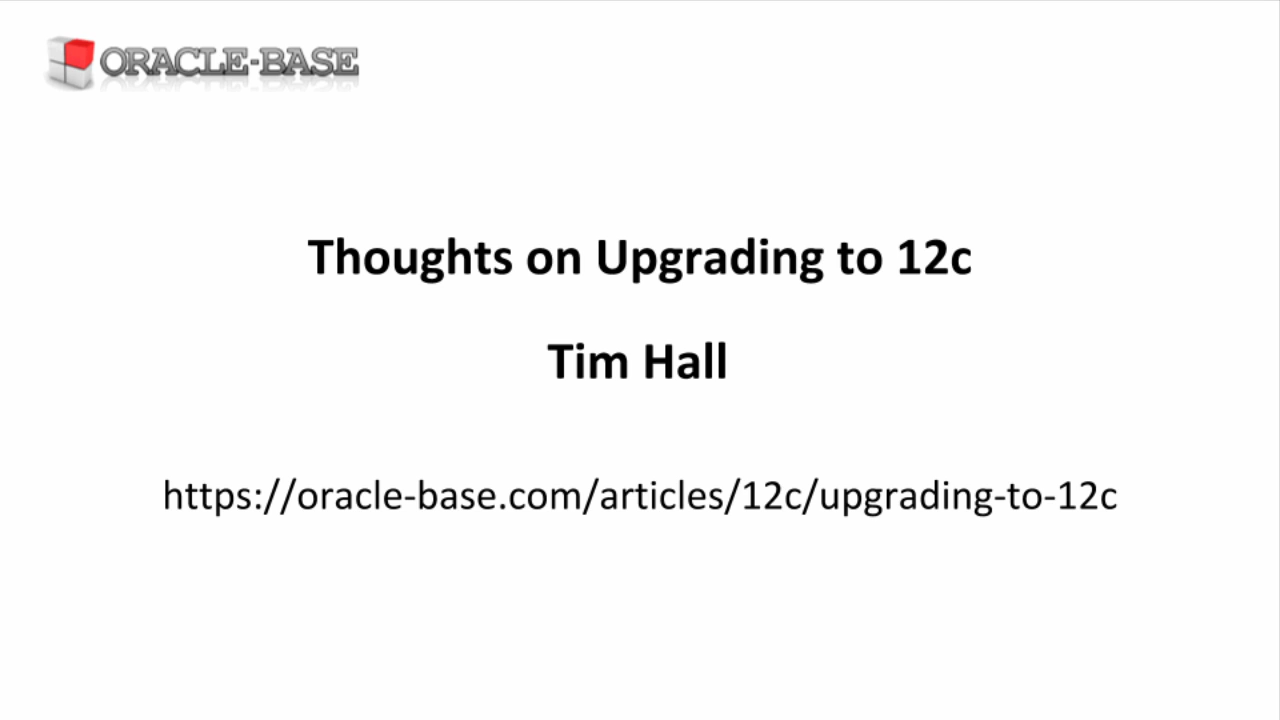 ORACLE-BASE
Thoughts on Upgrading to 12c
Tim Hall
https://oracle-base.com/articles/12c/upgrading-to-12c